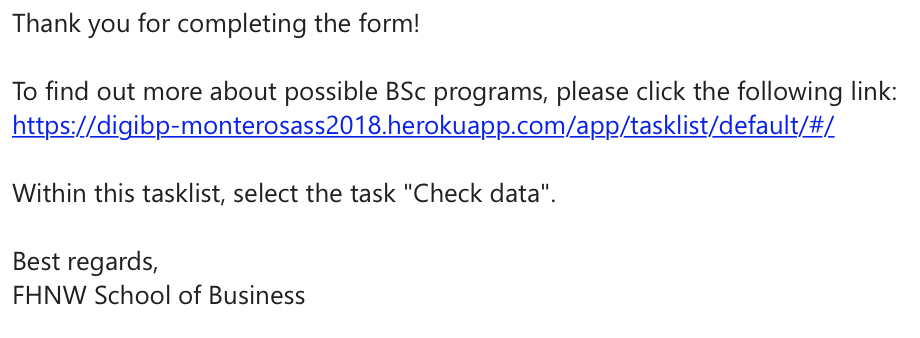 Thank you for completing the form!
To find out more about possible BSc programs, please click the following link:
https://digibp-monterosass2018.herokuapp.com/app/tasklist/default/#/
Within this tasklist, select the task "Check data".
Best regards,
FHNW School of Business